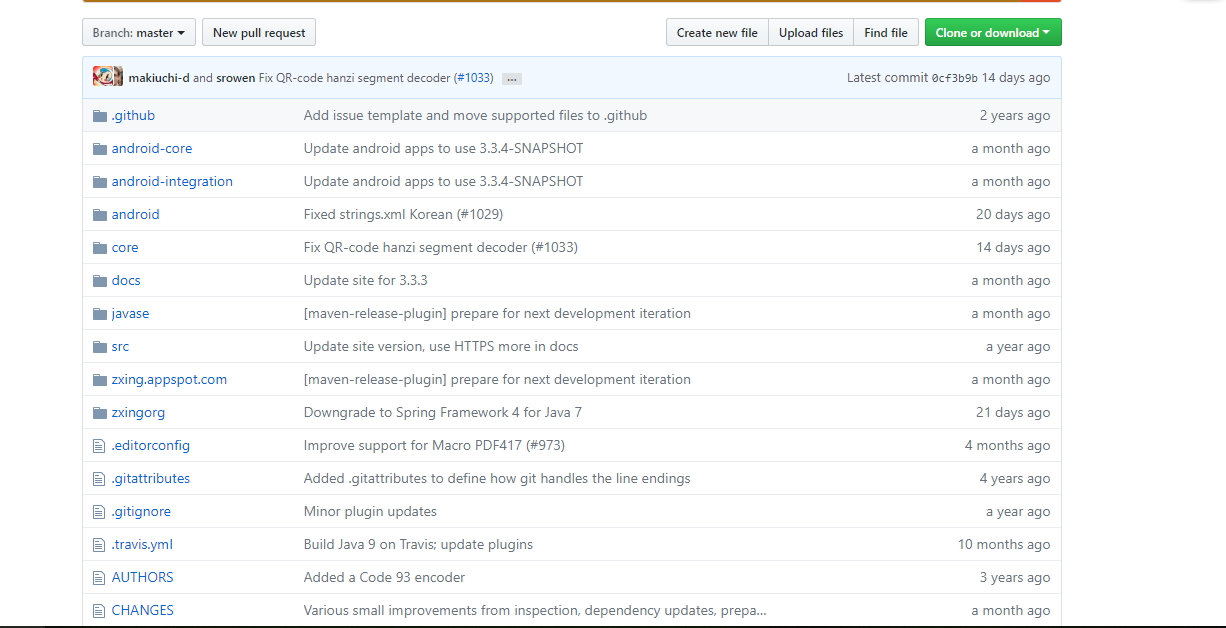 Branch: master New pull request Create new file Upload files Find file Clone or download
makiuchi-d and srowen Fix QR-code hanzi segment decoder (#1033) ... Latest commit 0cf3b9b 14 days ago
.github Add issue template and move supported files to .github 2 years ago
android-core Update android apps to use 3.3.4-SNAPSHOT a month ago
android-integration Update android apps to use 3.3.4-SNAPSHOT a month ago
android Fixed strings.xml Korean (#1029) 20 days ago
core Fix QR-code hanzi segment decoder (#1033) 14 days ago
docs Update site for 3.3.3 a month ago
javase [maven-release-plugin] prepare for next development iteration a month ago
src Update site version, use HTTPS more in docs a year ago
zxing.appspot.com [maven-release-plugin] prepare for next development iteration a month ago
zxingorg Downgrade to Spring Framework 4 for Java 7 21 days ago
.editorconfig Improve support for Macro PDF417 (#973) 4 months ago
.gitattributes Added .gitattributes to define how git handles the line endings 4 years ago
.gitignore Minor plugin updates a year ago
.travis.yml Build Java 9 on Travis; update plugins 10 months ago
AUTHORS Added a Code 93 encoder 3 years ago
CHANGES Various small improvements from inspection, dependency updates, prepa... a month ago